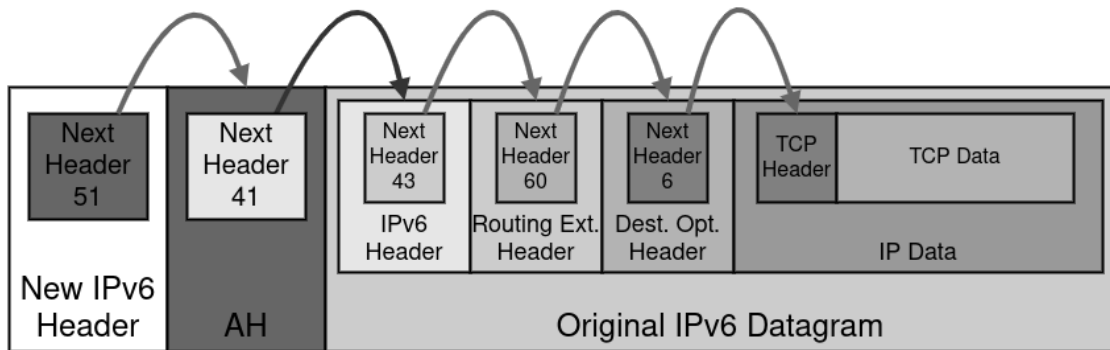 Next
Header
51
New IPv6
Header
Next
Header
41
AH
Next
Header
43
IPv6
Header
Next
Header
60
Routing Ext.
Header
Next
Header
6
Dest. Opt.
Header
TCP
Header
TCP Data
IP Data
Original IPv6 Datagram